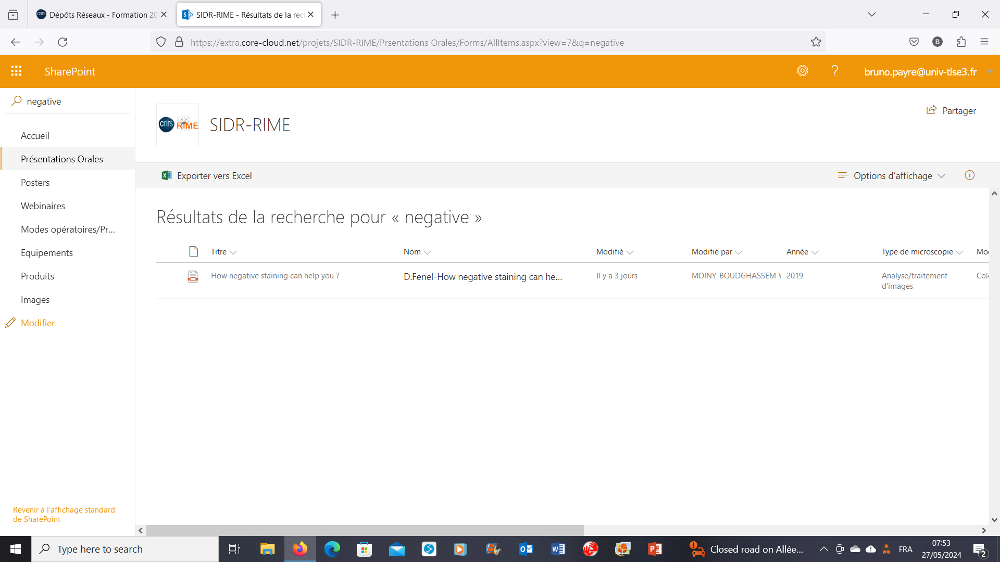 Dépôts Réseaux - Formation 20
SIDR-RIME - Résultats de la rec
https://extra.core-cloud.net/projets/SIDR-RIME/Prsentations Orales/Forms/AllItems.aspx?view=7&q=negative
B
SharePoint
?
bruno.payre@univ-tlse3.fr
negative
Accueil
Présentations Orales
Posters
Webinaires
Modes opératoires/Pr...
Equipements
Produits
Images
Modifier
Revenir à l'affichage standard
de SharePoint
cnrs RIME
SIDR-RIME
Partager
Exporter vers Excel
Options d'affichage
Résultats de la recherche pour « negative »
Titre Nom Modifié Modifié par Année Type de microscopie Mo
How negative staining can help you ? D.Fenel-How negative staining can he... Il y a 3 jours MOINY-BOUDGHASSEM Y 2019 Analyse/traitement Col
d'images
Type here to search
Closed road on Allée...
FRA
07:53
27/05/2024
2